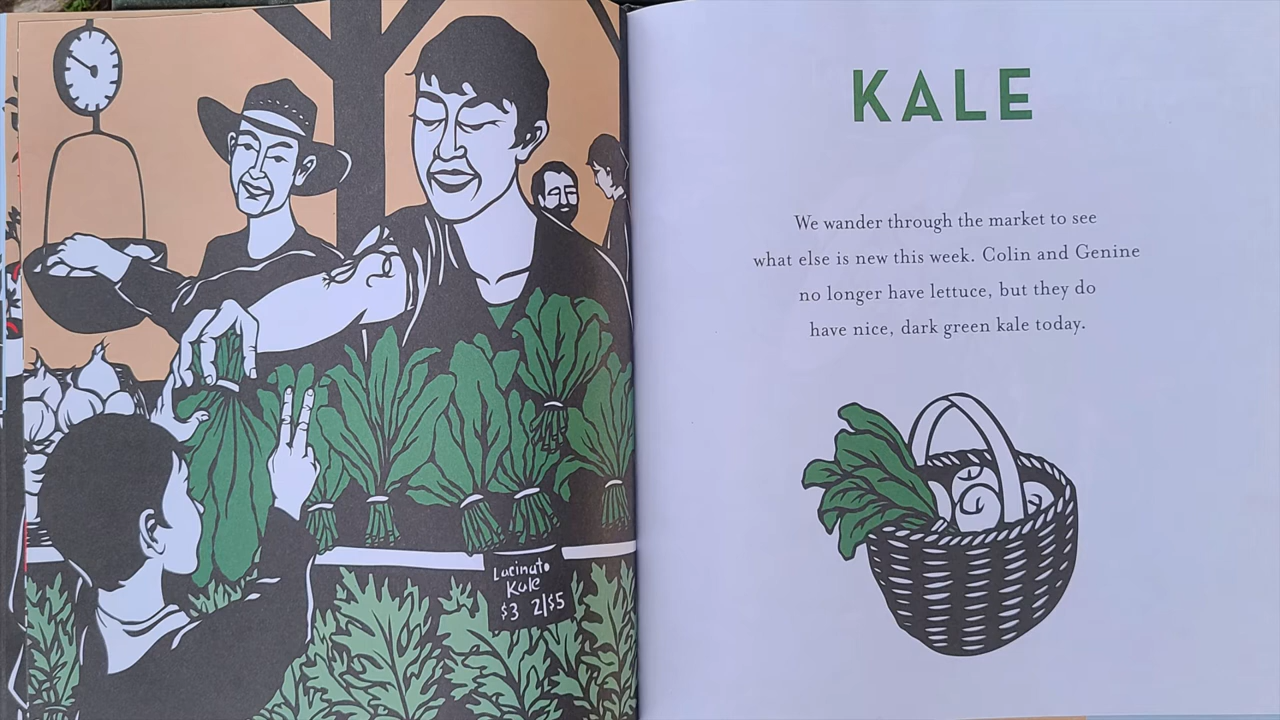 Lacinato
Kale
$3 2/$5
KALE
We wander through the market to see
what else is new this week. Colin and Genine
no longer have lettuce, but they do
have nice, dark green kale today.